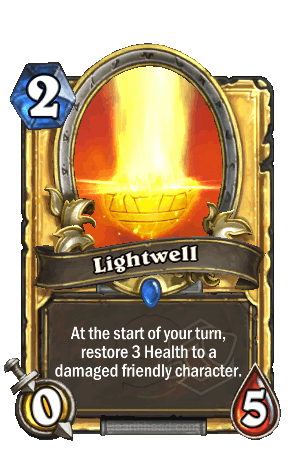 2
Lightwell
At the start of your turn,
restore 3 Health to a
damaged friendly character.
0
5